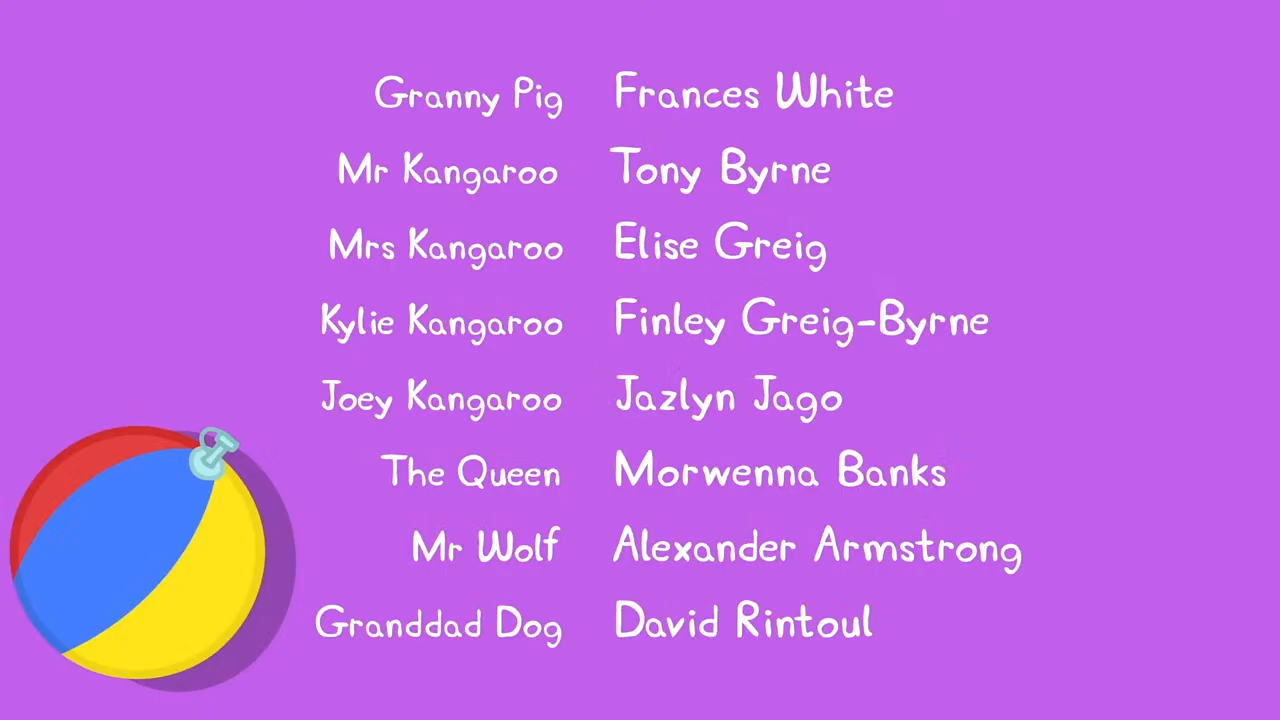 Granny Pig Frances White
Mr Kangaroo Tony Byrne
Mrs Kangaroo Elise Greig
Kylie Kangaroo Finley Greig-Byrne
Joey Kangaroo Jazlyn Jago
The Queen Morwenna Banks
Mr Wolf Alexander Armstrong
Granddad Dog David Rintoul